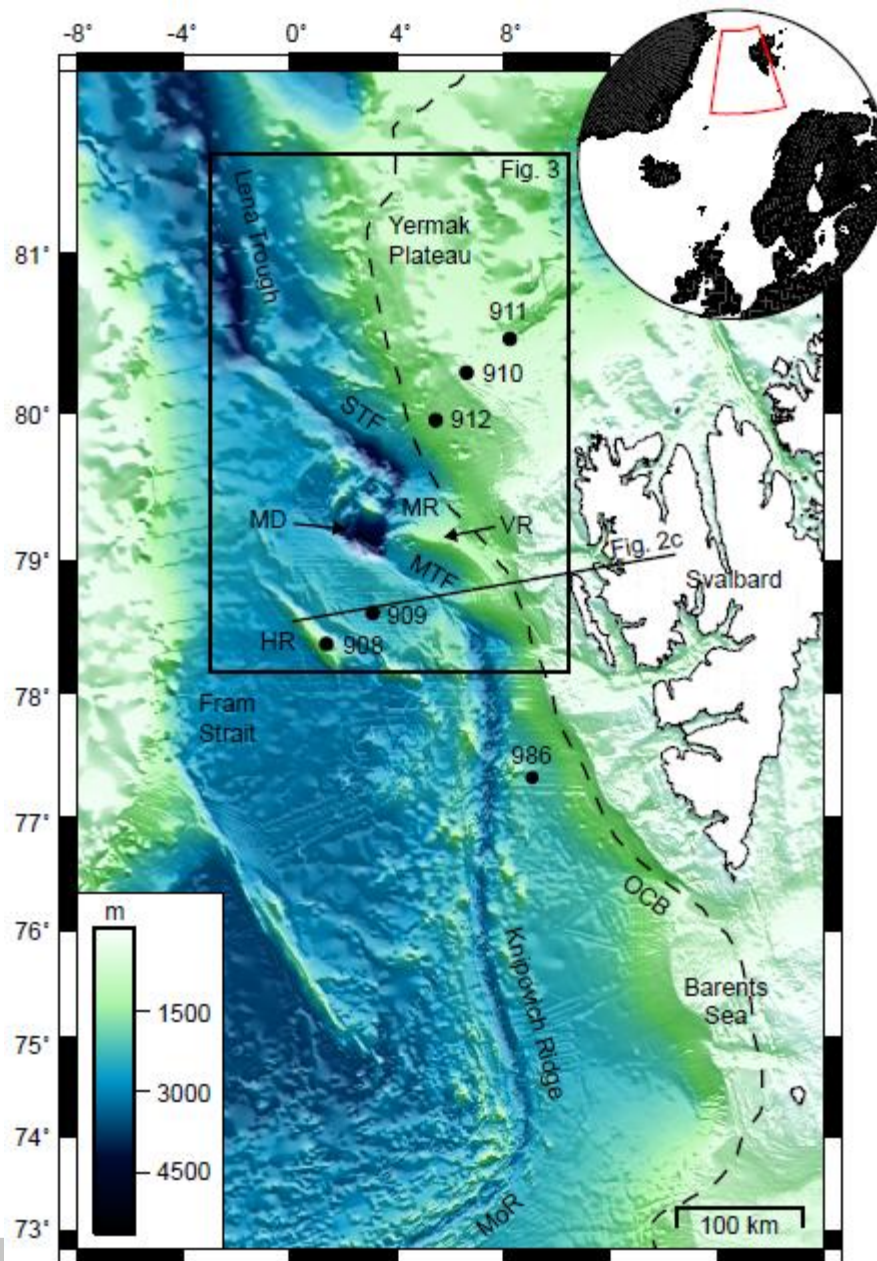 -8°
-4°
0°
4°
8°
Fig. 3
Lena Trough
Yermak
Plateau
81°
911
910
80°
STF
912
MR
MD
VR
79°
MTF
Fig. 2c
Svalbard
909
HR
908
78°
Fram
Strait
986
77°
OCB
m
76°
Knipovich Ridge
Barents
Sea
1500
75°
3000
74°
4500
MoR
100 km
73°